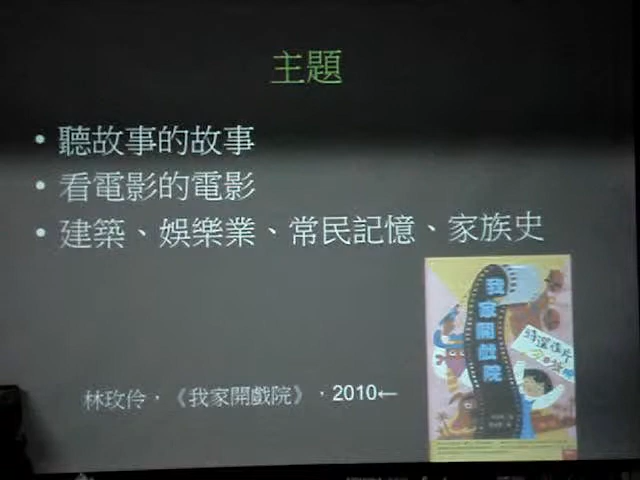 主題
• 聽故事的故事
• 看電影的電影
• 建築、娛樂業、常民記憶、家族史
我家開戲院
林玫伶，《我家開戲院》，2010←